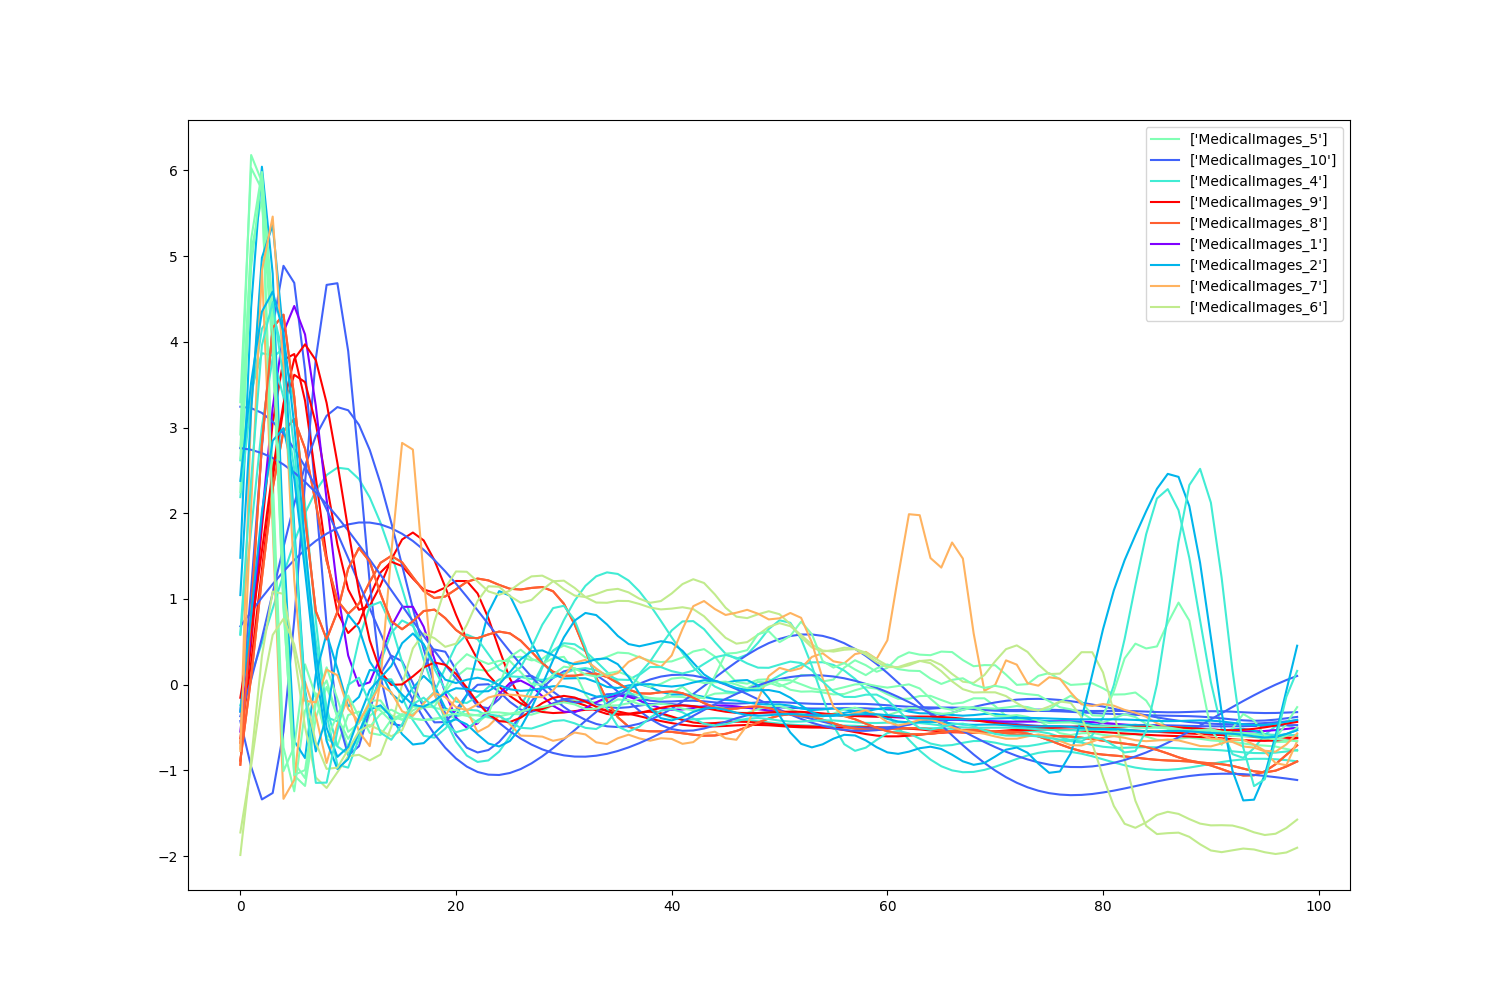 ['MedicalImages_5']
['MedicalImages_10']
['MedicalImages_4']
['MedicalImages_9']
['MedicalImages_8']
['MedicalImages_1']
['MedicalImages_2']
['MedicalImages_7']
['MedicalImages_6']
6
5
4
3
2
1
0
−1
−2
0 20 40 60 80 100